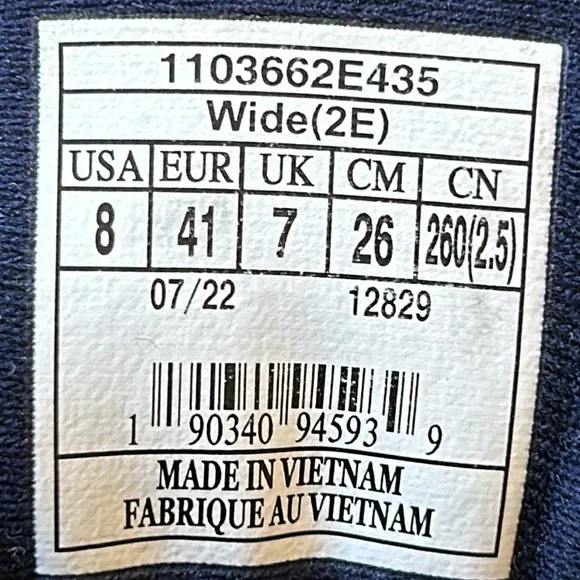 1103662E435
Wide(2E)
USA EUR UK CM CN
8 41 7 26 260(2.5)
07/22 12829
1 90340 94593 9
MADE IN VIETNAM
FABRIQUE AU VIETNAM